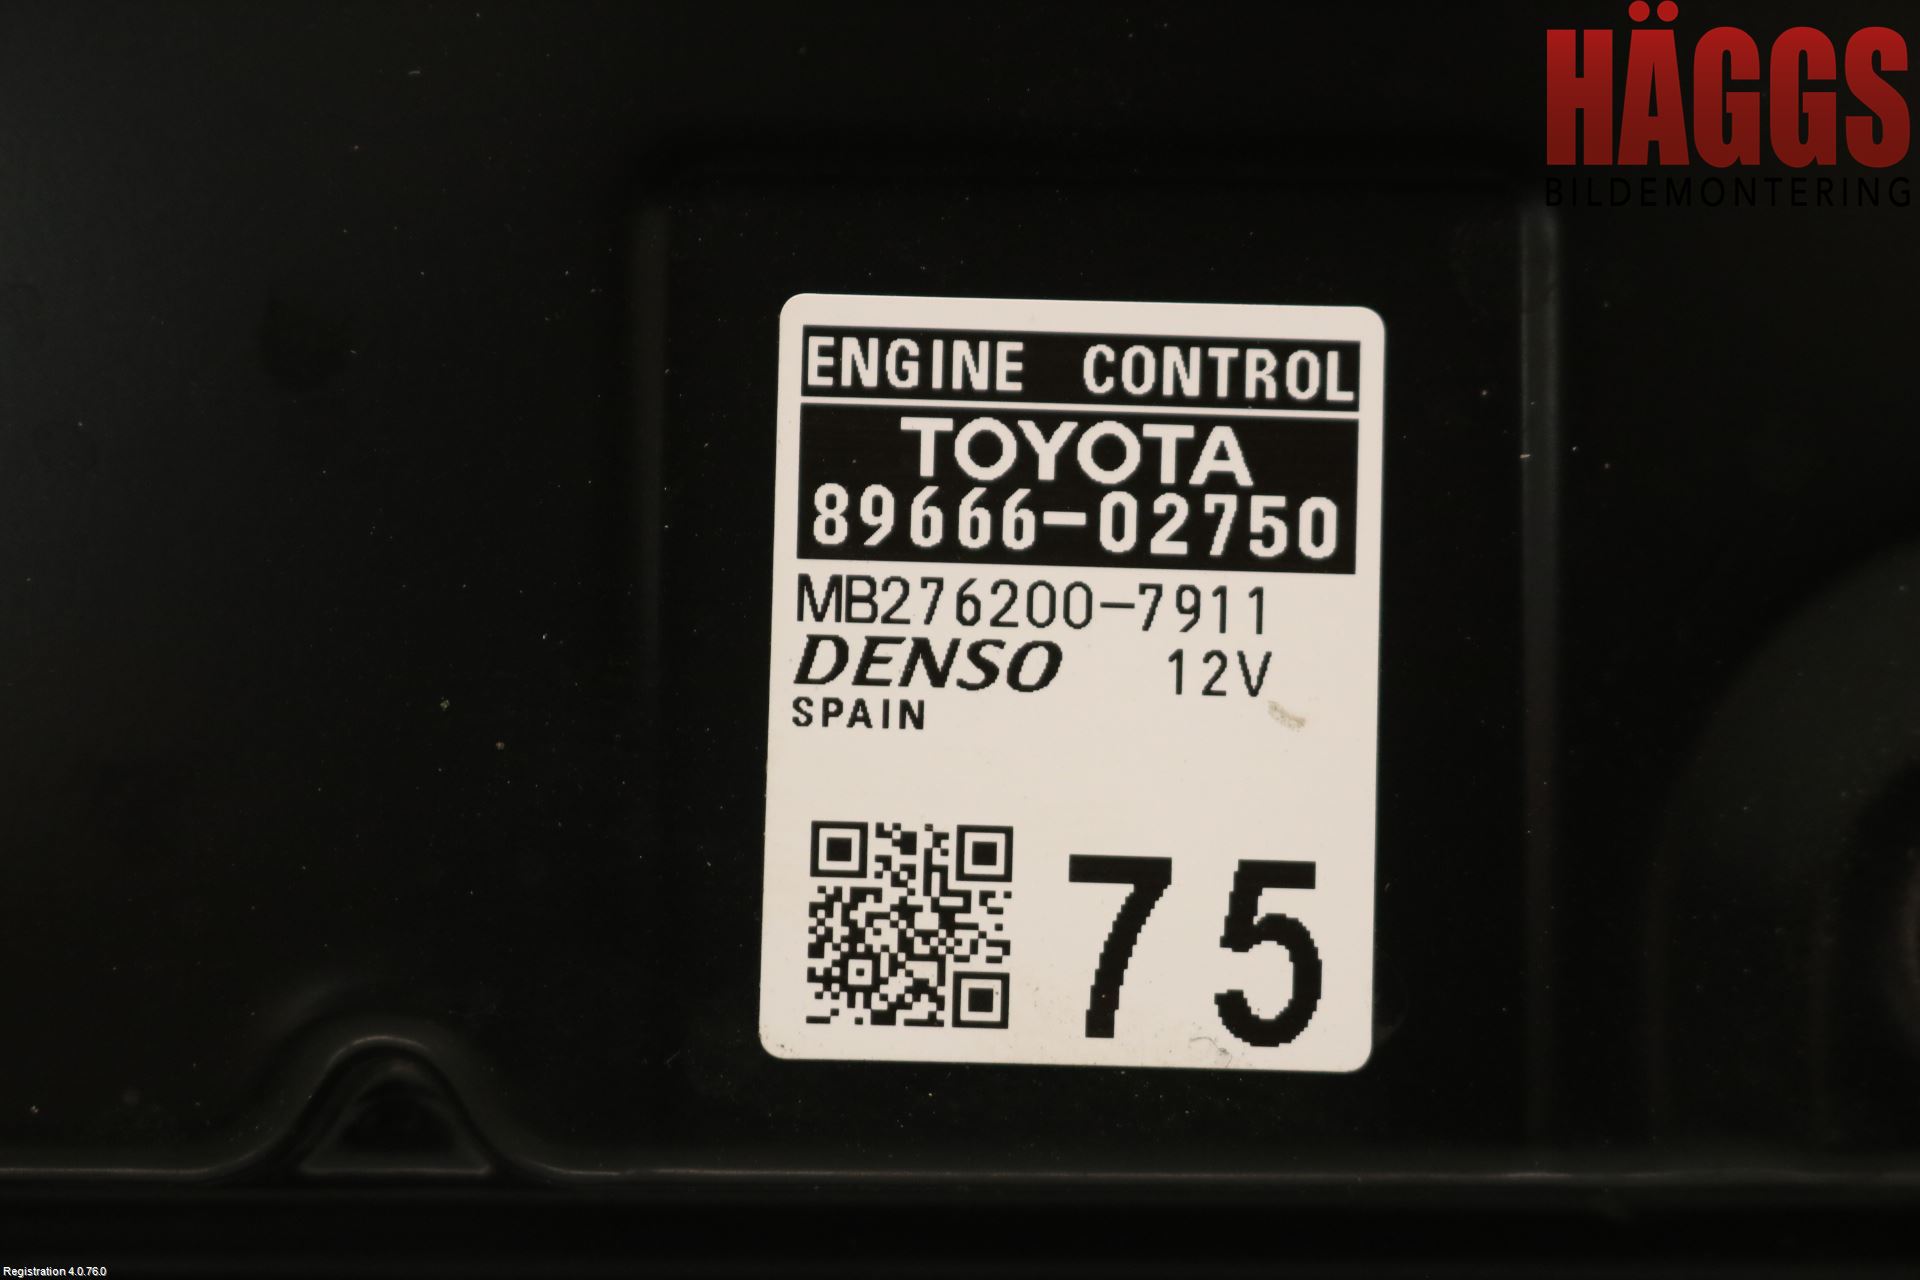 HÄGGS
BILDEMONTERING
ENGINE CONTROL
TOYOTA
89666-02750
MB276200-7911
DENSO 12V
SPAIN
75
Registration 4.0.76.0